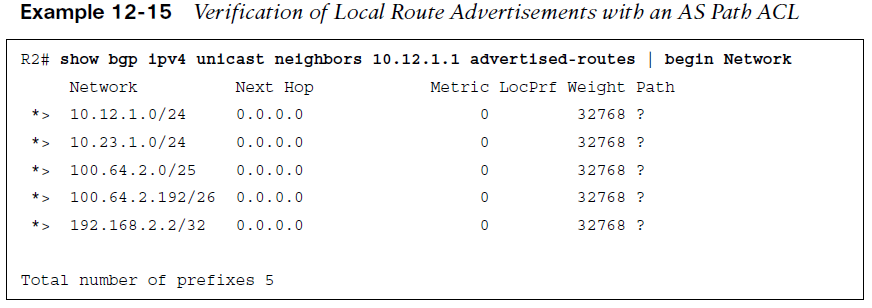 Example 12-15 Verification of Local Route Advertisements with an AS Path ACL
R2# show bgp ipv4 unicast neighbors 10.12.1.1 advertised-routes | begin Network
Network Next Hop Metric LocPrf Weight Path
*> 10.12.1.0/24 0.0.0.0 0 32768 ?
*> 10.23.1.0/24 0.0.0.0 0 32768 ?
*> 100.64.2.0/25 0.0.0.0 0 32768 ?
*> 100.64.2.192/26 0.0.0.0 0 32768 ?
*> 192.168.2.2/32 0.0.0.0 0 32768 ?
Total number of prefixes 5